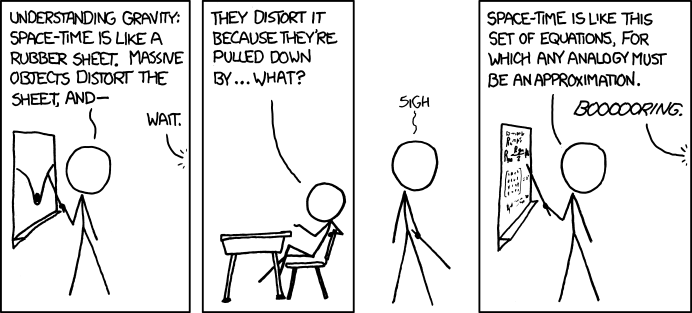 UNDERSTANDING GRAVITY:
SPACE-TIME IS LIKE A
RUBBER SHEET. MASSIVE
OBJECTS DISTORT THE
SHEET, AND—
WAIT.
THEY DISTORT IT
BECAUSE THEY'RE
PULLED DOWN
BY... WHAT?
SIGH
SPACE-TIME IS LIKE THIS
SET OF EQUATIONS, FOR
WHICH ANY ANALOGY MUST
BE AN APPROXIMATION.
BOOOOORING.